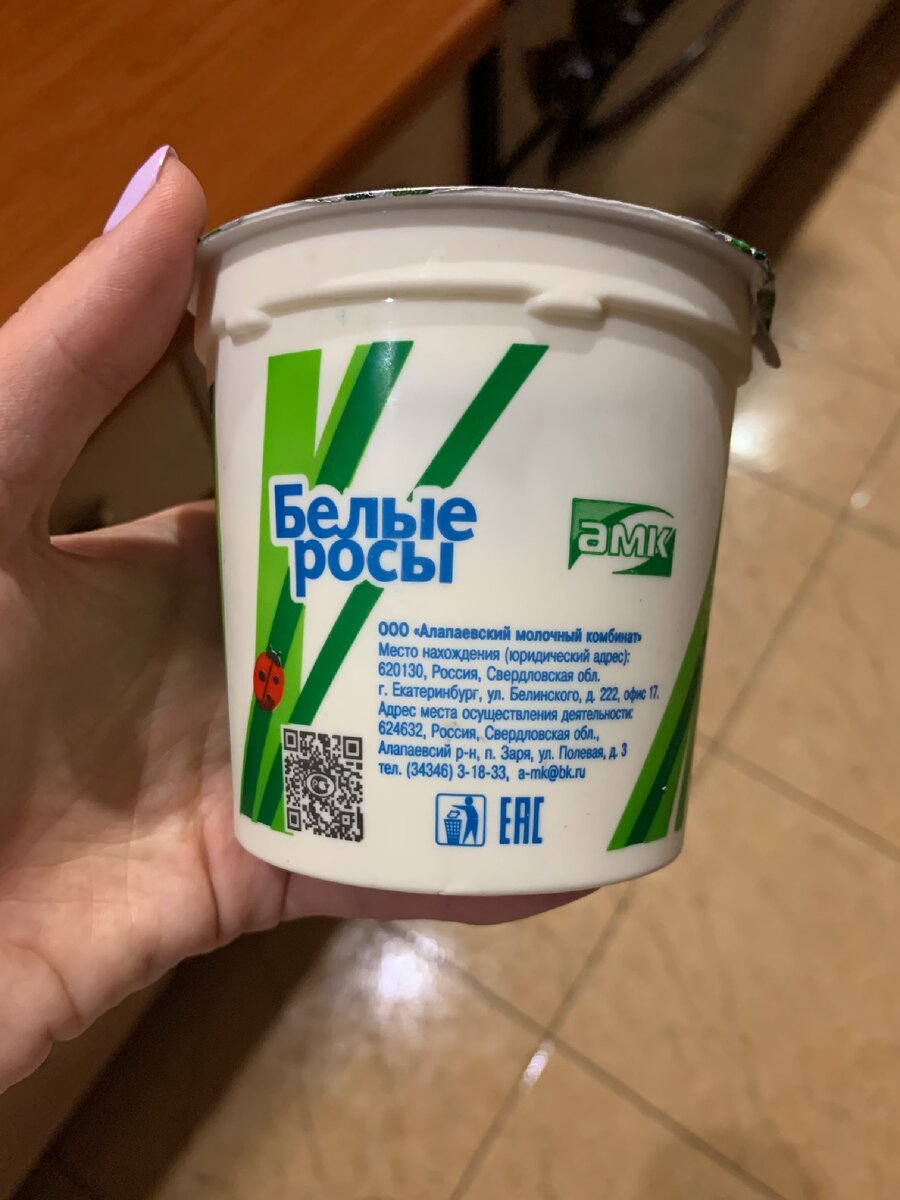 Белые
росы
амк
ООО «Алапаевский молочный комбинат»
Место нахождения (юридический адрес):
620130, Россия, Свердловская обл.
г. Екатеринбург, ул. Белинского, д. 222, офис 17.
Адрес места осуществления деятельности:
624632, Россия, Свердловская обл.,
Алапаевсий р-н, п. Заря, ул. Полевая, д. 3
тел. (34346) 3-18-33, a-mk@bk.ru
EAC